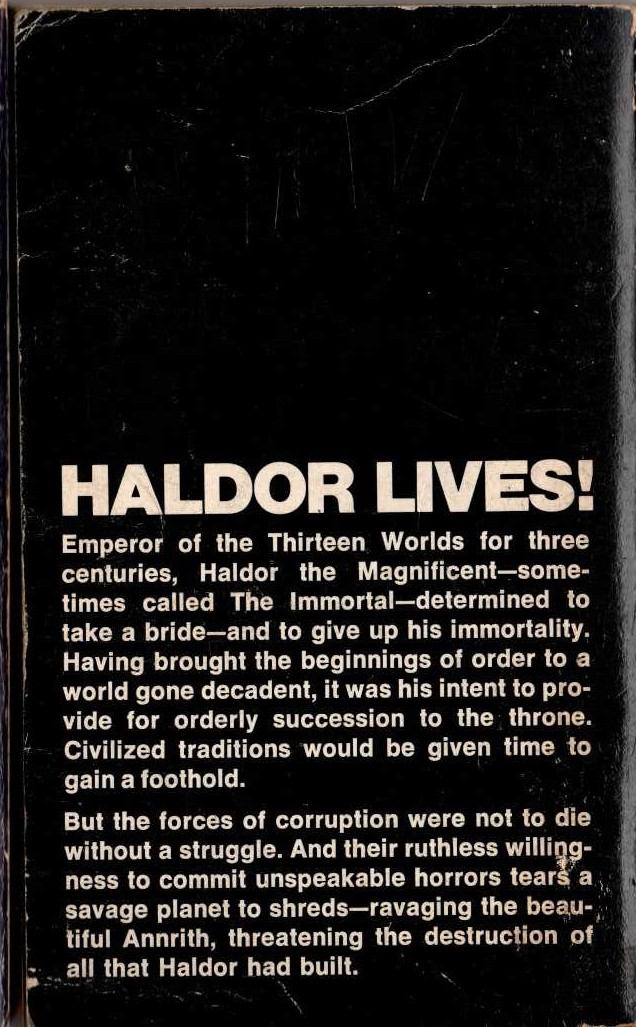 HALDOR LIVES!
Emperor of the Thirteen Worlds for three
centuries, Haldor the Magnificent—some-
times called The Immortal—determined to
take a bride—and to give up his immortality.
Having brought the beginnings of order to a
world gone decadent, it was his intent to pro-
vide for orderly succession to the throne.
Civilized traditions would be given time to
gain a foothold.
But the forces of corruption were not to die
without a struggle. And their ruthless willing-
ness to commit unspeakable horrors tears a
savage planet to shreds—ravaging the beau-
tiful Annrith, threatening the destruction of
all that Haldor had built.